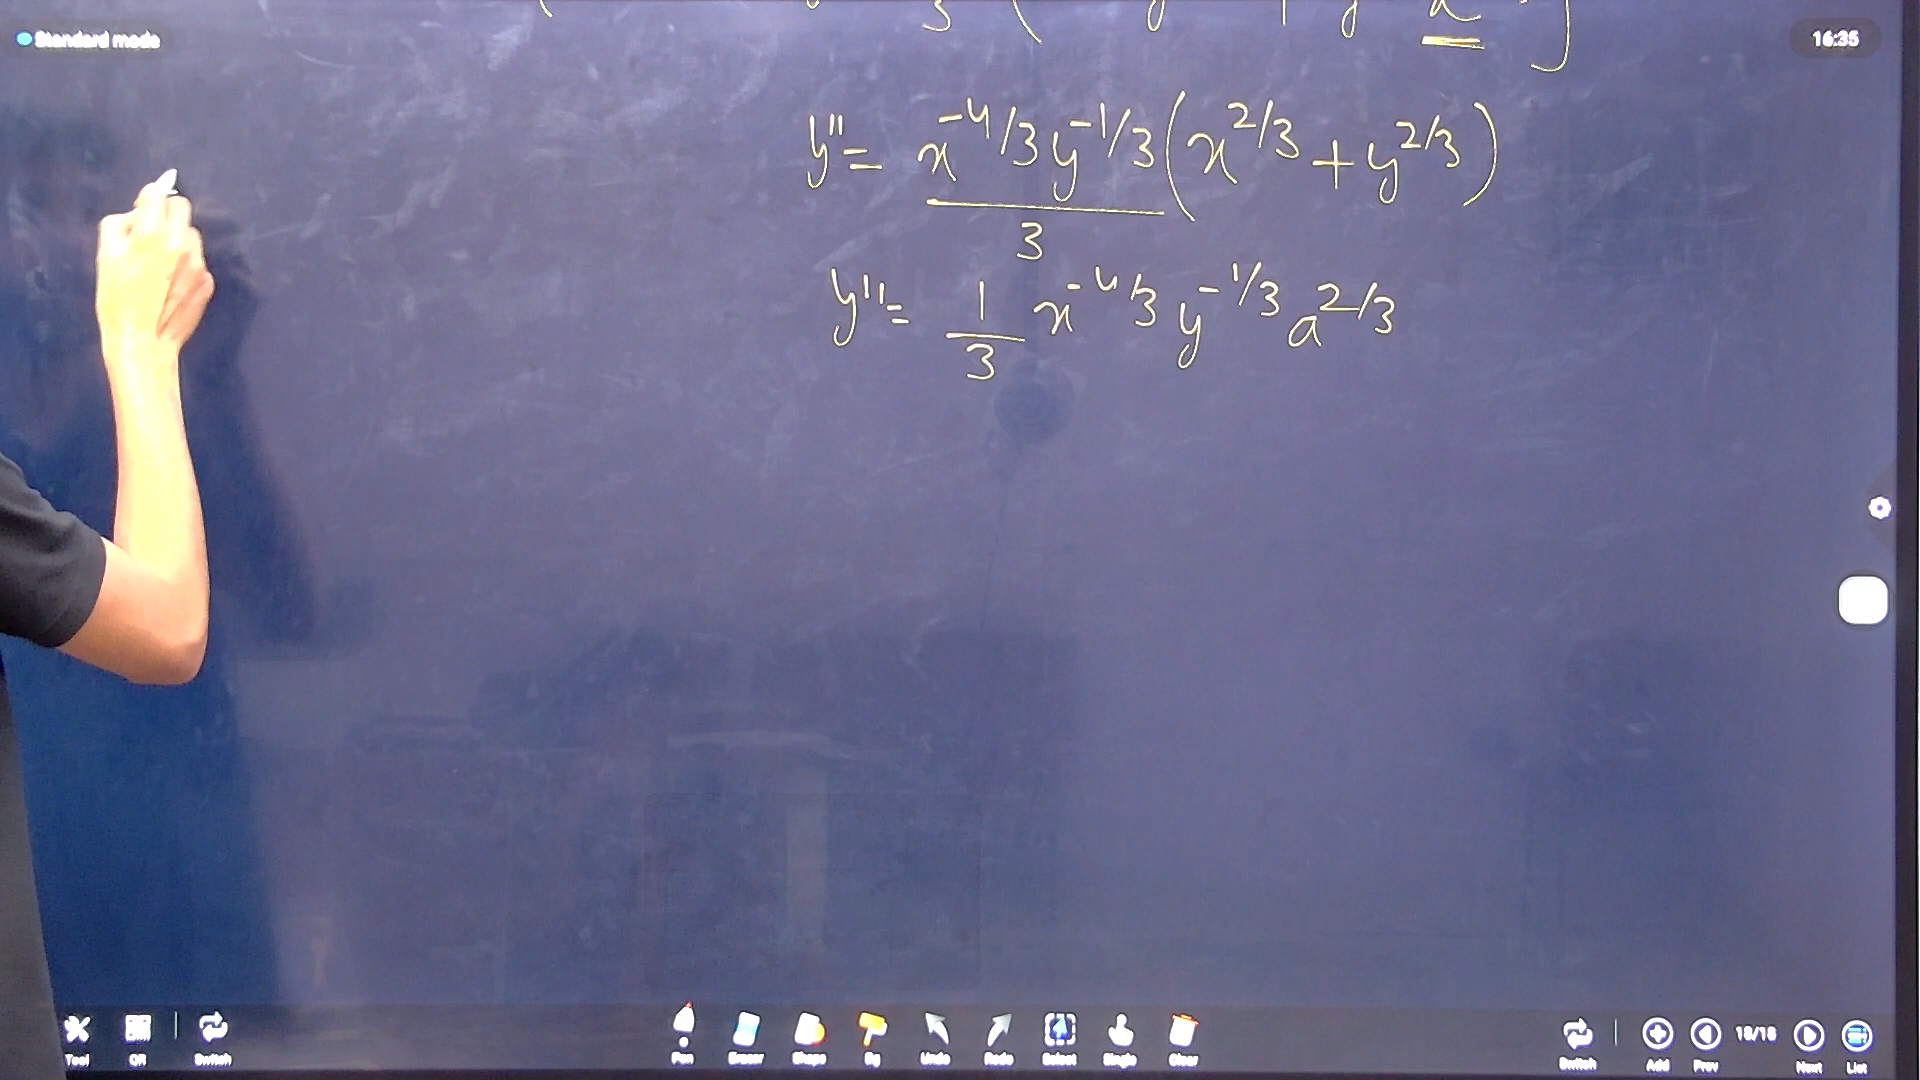 Standard mode
16:35
y'' = x^{-4/3} y^{-1/3} / 3 (x^{2/3} + y^{2/3})
y'' = 1/3 x^{-4/3} y^{-1/3} a^{2/3}
Tool QR Switch Pen Eraser Shape Bg Undo Redo Select Single Clear Switch Add Prev 18/18 Next List